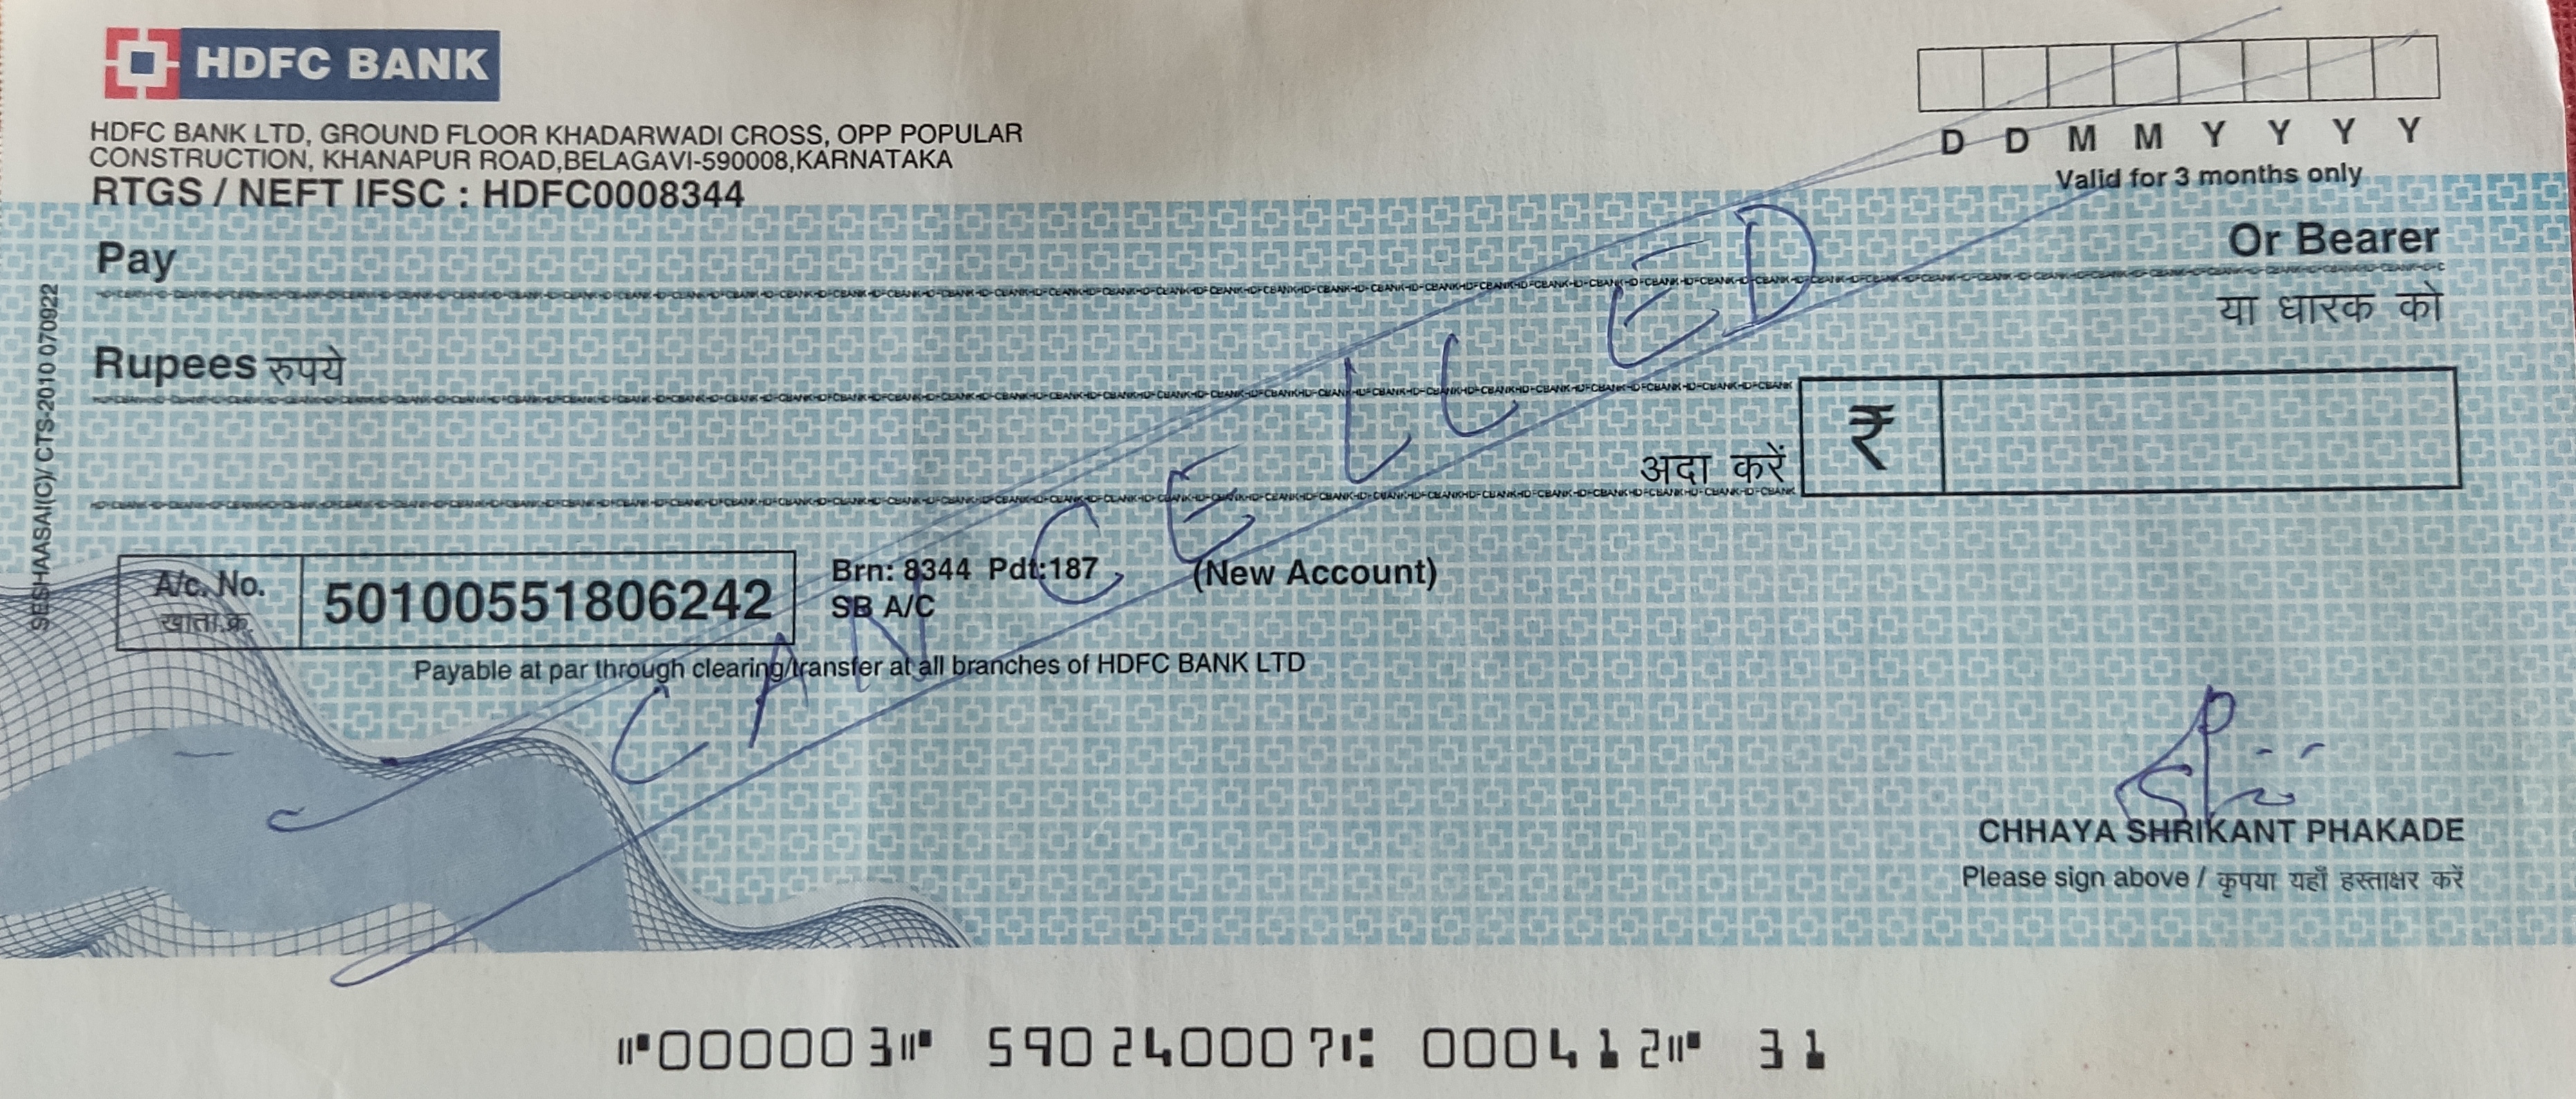 HDFC BANK
HDFC BANK LTD, GROUND FLOOR KHADARWADI CROSS, OPP POPULAR
CONSTRUCTION, KHANAPUR ROAD,BELAGAVI-590008,KARNATAKA
RTGS / NEFT IFSC : HDFC0008344
D D M M Y Y Y Y
Valid for 3 months only
Pay
Or Bearer
या धारक को
Rupees रुपये
अदा करें
₹
CANCELLED
SESHAASAI(C)/ CTS-2010 070922
A/c. No.
खाता.क्र.
50100551806242
Brn: 8344 Pdt:187 (New Account)
SB A/C
Payable at par through clearing/transfer at all branches of HDFC BANK LTD
CHHAYA SHRIKANT PHAKADE
Please sign above / कृपया यहाँ हस्ताक्षर करें
⑈000003⑈ 590240007⑆ 000412⑈ 31